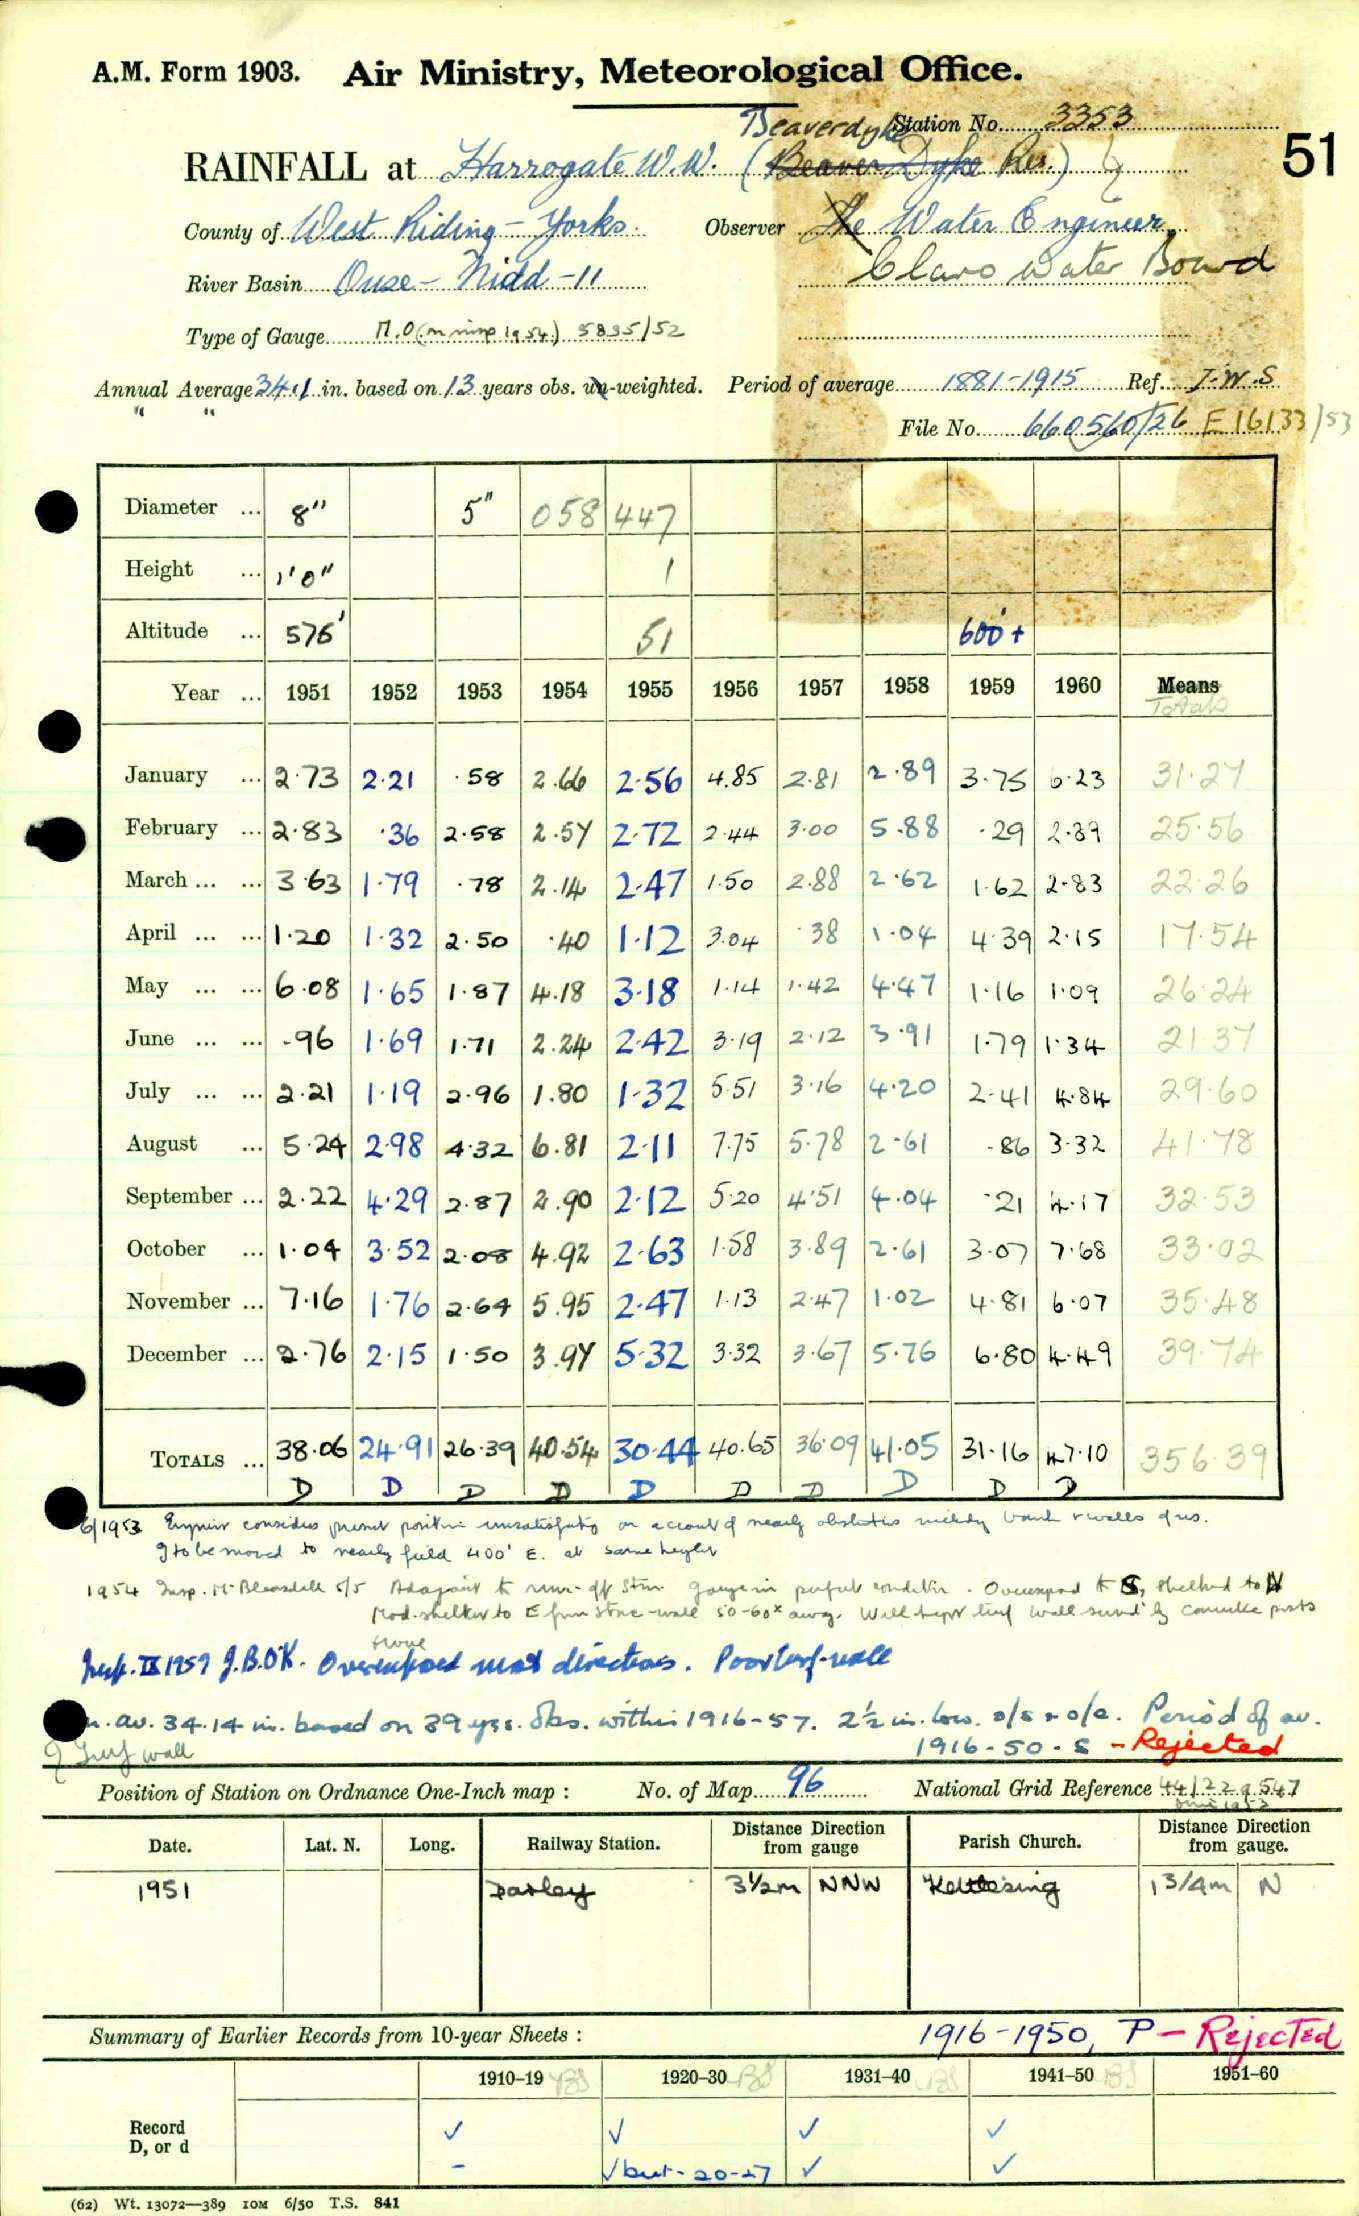 A.M. Form 1903. Air Ministry, Meteorological Office.
Beaverdyke Station No. 3353
51
RAINFALL at Harrogate W.W. (Beaver Dyke Res.)
County of West Riding - Yorks. Observer The Water Engineer,
Claro Water Board
River Basin Ouse - Nidd - 11
Type of Gauge M.O (in insp 1954) 5835/52
Annual Average 34.1 in. based on 13 years obs. un-weighted. Period of average 1881-1915 Ref. J.W.S
" "
File No. 660560/26 E16133/53
Diameter ... 8" 5" 058 447
Height ... 1'0" 1
Altitude ... 576' 51 600'+
Year ... 1951 1952 1953 1954 1955 1956 1957 1958 1959 1960 Means
Totals
January ... 2.73 2.21 .58 2.66 2.56 4.85 2.81 2.89 3.75 6.23 31.27
February ... 2.83 .36 2.58 2.57 2.72 2.44 3.00 5.88 .29 2.89 25.56
March ... ... 3.63 1.79 .78 2.14 2.47 1.50 2.88 2.62 1.62 2.83 22.26
April ... ... 1.20 1.32 2.50 .40 1.12 3.04 .38 1.04 4.39 2.15 17.54
May ... ... 6.08 1.65 1.87 4.18 3.18 1.14 1.42 4.47 1.16 1.09 26.24
June ... ... .96 1.69 1.71 2.24 2.42 3.19 2.12 3.91 1.79 1.34 21.37
July ... ... 2.21 1.19 2.96 1.80 1.32 5.51 3.16 4.20 2.41 4.84 29.60
August ... 5.24 2.98 4.32 6.81 2.11 7.75 5.78 2.61 .86 3.32 41.78
September ... 2.22 4.29 2.87 2.90 2.12 5.20 4.51 4.04 .21 4.17 32.53
October ... 1.04 3.52 2.08 4.92 2.63 1.58 3.89 2.61 3.07 7.68 33.02
November ... 7.16 1.76 2.64 5.95 2.47 1.13 2.47 1.02 4.81 6.07 35.48
December ... 2.76 2.15 1.50 3.97 5.32 3.32 3.67 5.76 6.80 4.49 39.74
TOTALS ... 38.06 24.91 26.39 40.54 30.44 40.65 36.09 41.05 31.16 47.10 356.39
D D D D D D D D D D
6/1953 Engineer considers present position unsatisfactory on account of nearly obstacles bank & walls of res.
to be moved to nearby field 400' E. at same height
1954 Insp. Mr Bleasdale 5/5 Adjacent to run-off stm. gauge in perfect condition. Overexposed to S, sheltered to N
Mod. shelter to E from stone-wall 50-60x away. Well kept turf wall surr'd by concrete posts
Insp. IX 1959 J.B.O'K. Overexposed most directions. Poor turf-wall
n. av. 34.14 in. based on 39 yrs. obs. within 1916-57. 2½ in. low. Period of av.
1916-50 - S - Rejected
Turf wall
Position of Station on Ordnance One-Inch map : No. of Map 96 National Grid Reference 44/229547
Date. Lat. N. Long. Railway Station. Distance from Direction gauge Parish Church. Distance from Direction gauge.
1951 Darley 3½m NNW Kettlesing 1 3/4m N
Summary of Earlier Records from 10-year Sheets : 1916-1950, P - Rejected
1910-19 BS 1920-30 BS 1931-40 BS 1941-50 BS 1951-60
Record ✓ ✓ ✓ ✓
D, or d
- ✓ but - 20-27 ✓ ✓
(62) Wt. 13072—389 IOM 6/50 T.S. 841